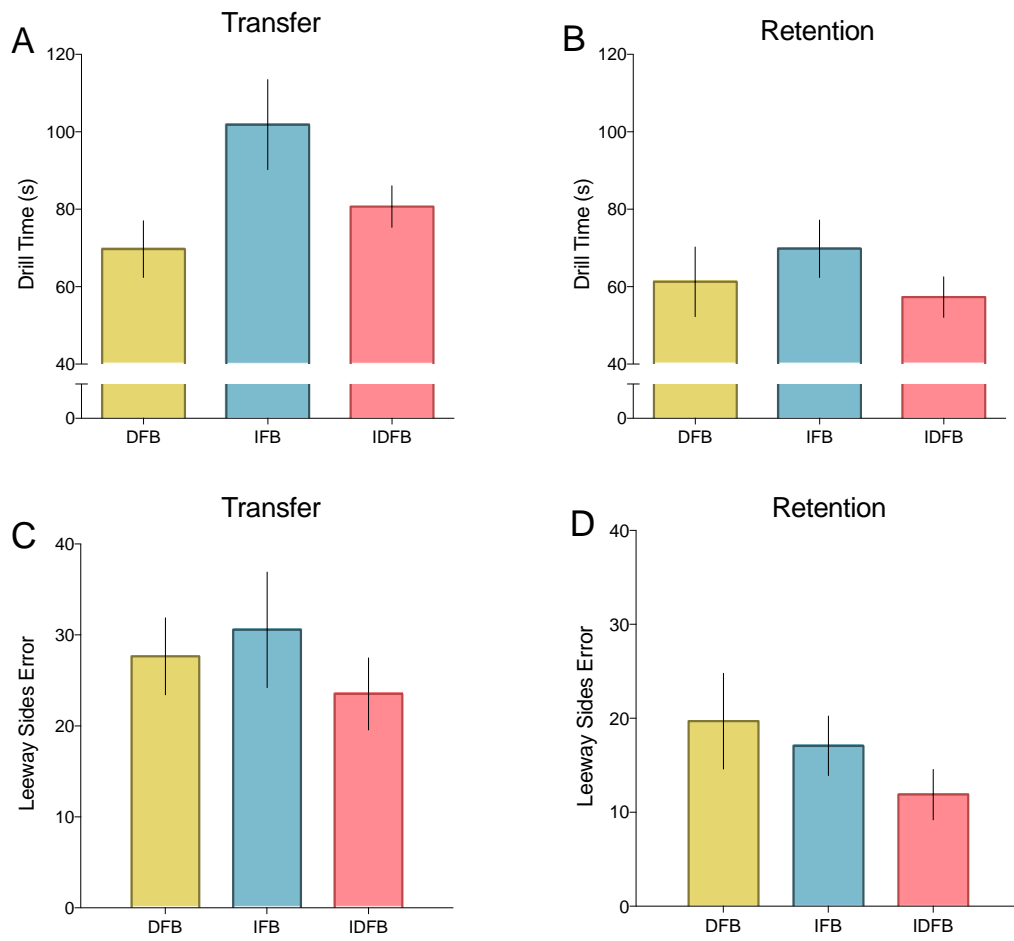 A
Transfer
120
100
80
60
40
0
Drill Time (s)
DFB
IFB
IDFB
B
Retention
120
100
80
60
40
0
Drill Time (s)
DFB
IFB
IDFB
C
Transfer
40
30
20
10
0
Leeway Sides Error
DFB
IFB
IDFB
D
Retention
40
30
20
10
0
Leeway Sides Error
DFB
IFB
IDFB